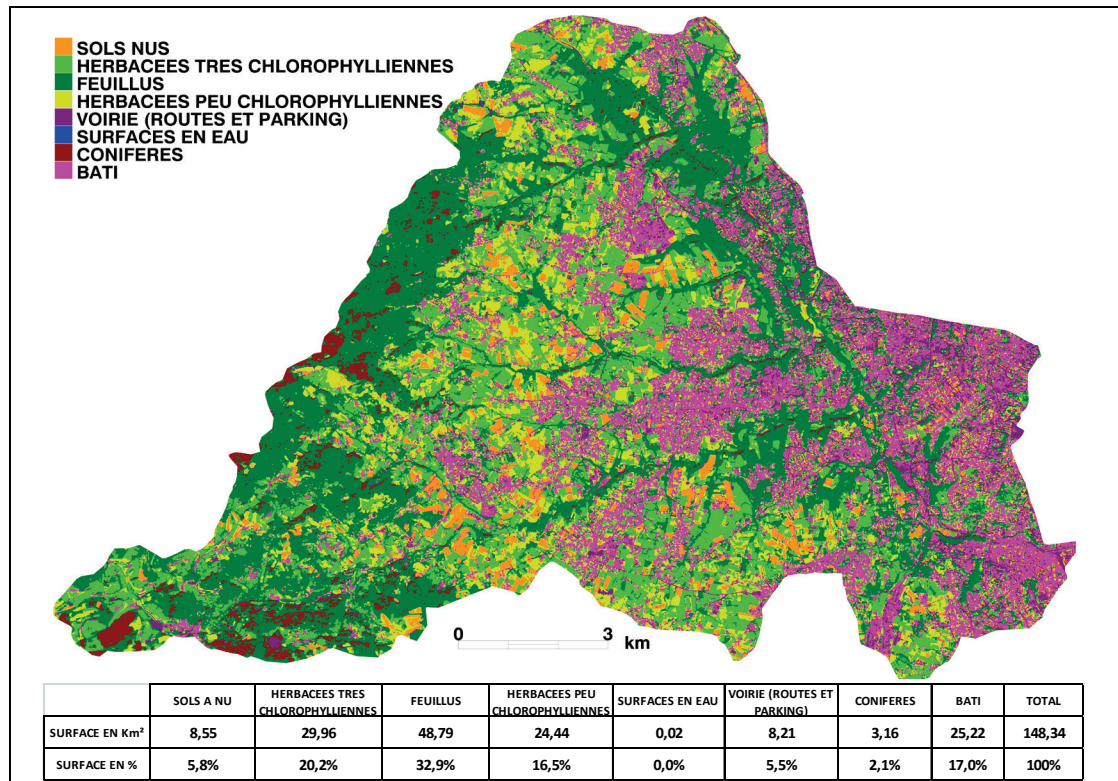 SOLS NUS
HERBACEES TRES CHLOROPHYLLIENNES
FEUILLUS
HERBACEES PEU CHLOROPHYLLIENNES
VOIRIE (ROUTES ET PARKING)
SURFACES EN EAU
CONIFERES
BATI
0 3 km
SOLS A NU HERBACEES TRES CHLOROPHYLLIENNES FEUILLUS HERBACEES PEU CHLOROPHYLLIENNES SURFACES EN EAU VOIRIE (ROUTES ET PARKING) CONIFERES BATI TOTAL
SURFACE EN Km² 8,55 29,96 48,79 24,44 0,02 8,21 3,16 25,22 148,34
SURFACE EN % 5,8% 20,2% 32,9% 16,5% 0,0% 5,5% 2,1% 17,0% 100%